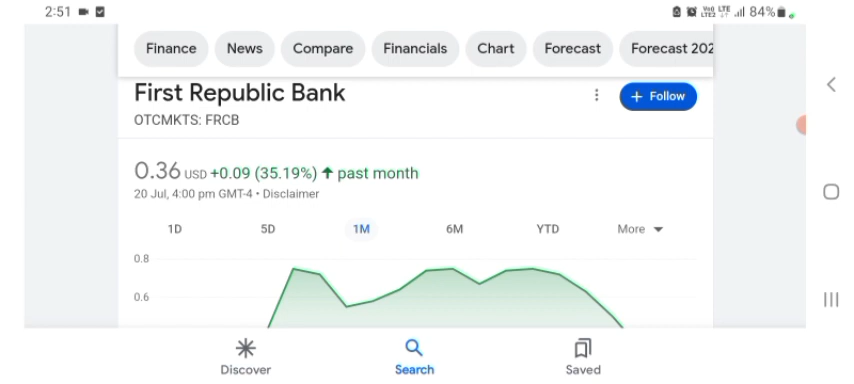 2:51 LTE2 LTE 84%
Finance News Compare Financials Chart Forecast Forecast 202
First Republic Bank
+ Follow
OTCMKTS: FRCB
0.36 USD +0.09 (35.19%) ↑ past month
20 Jul, 4:00 pm GMT-4 • Disclaimer
1D 5D 1M 6M YTD More
0.8
0.6
Discover Search Saved